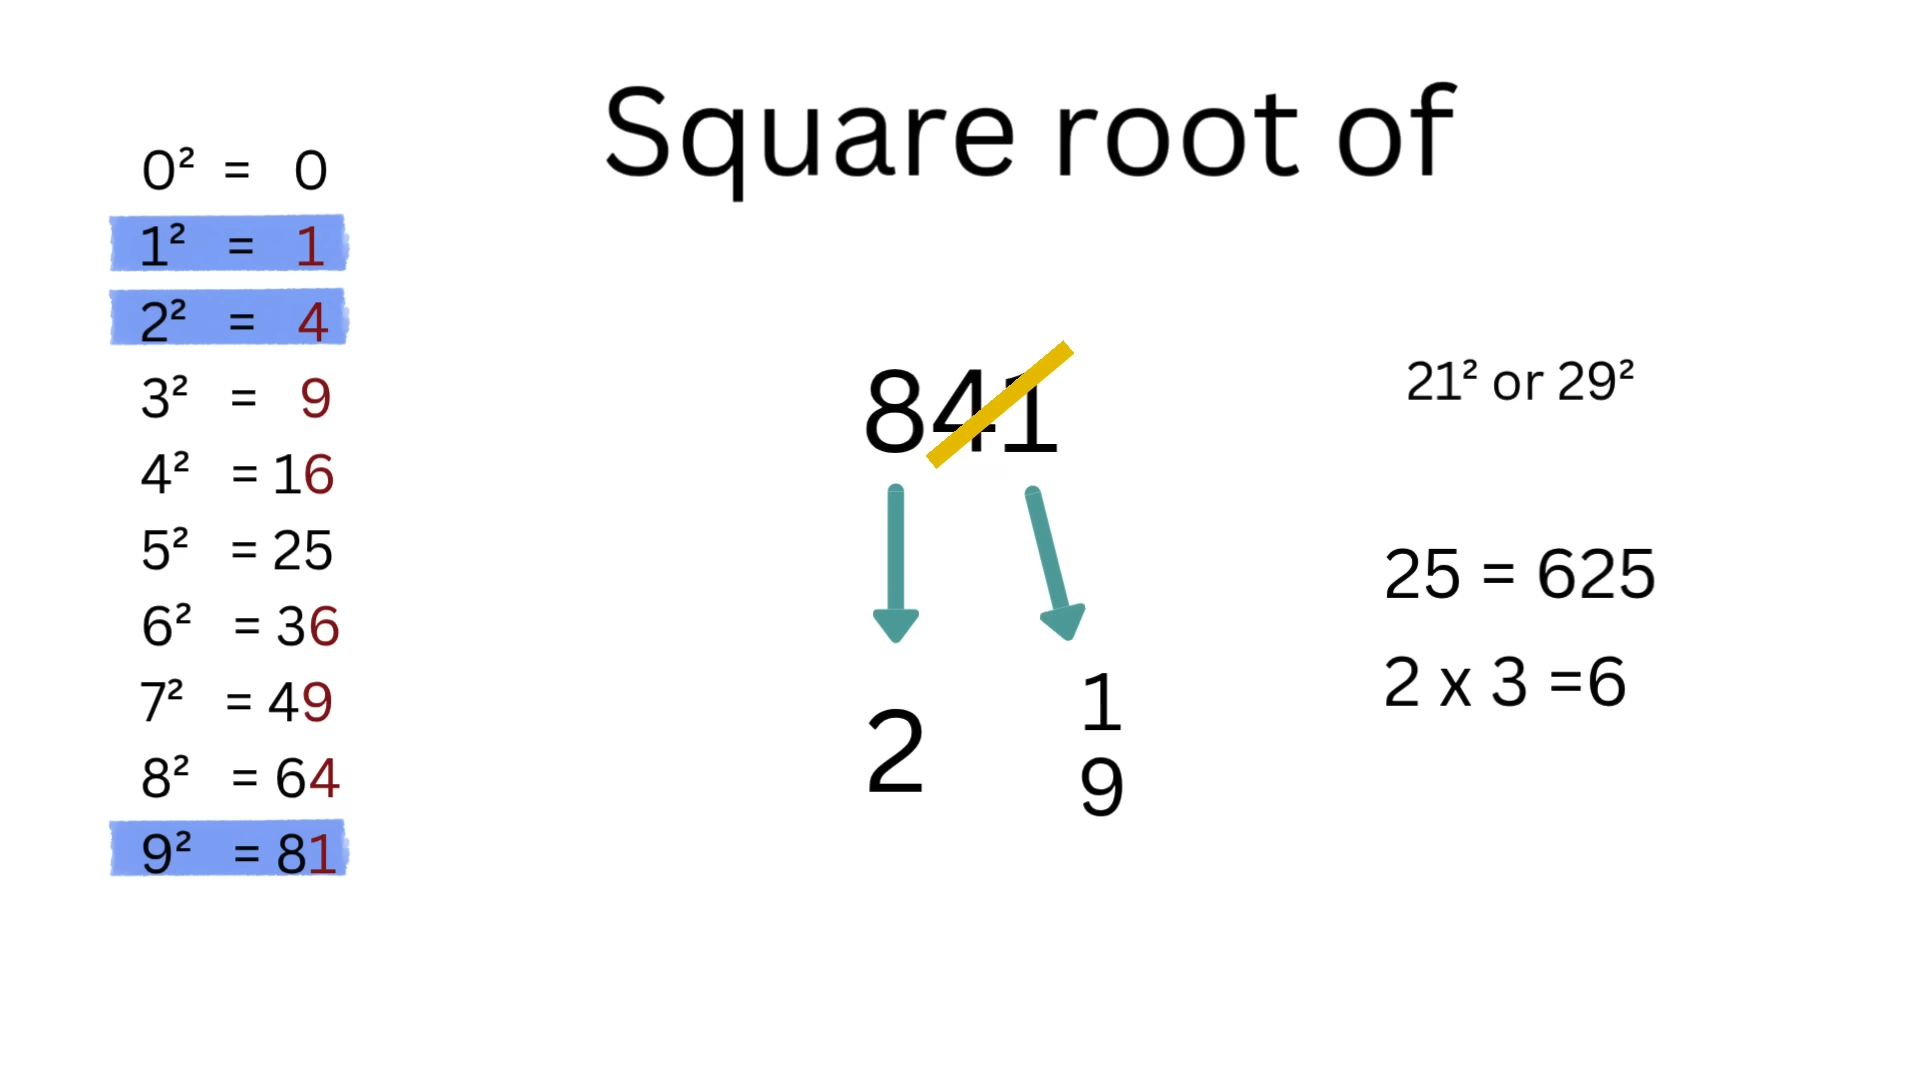 Square root of
0² = 0
1² = 1
2² = 4
3² = 9
4² = 16
5² = 25
6² = 36
7² = 49
8² = 64
9² = 81
841
2
1
9
21² or 29²
25 = 625
2 x 3 =6